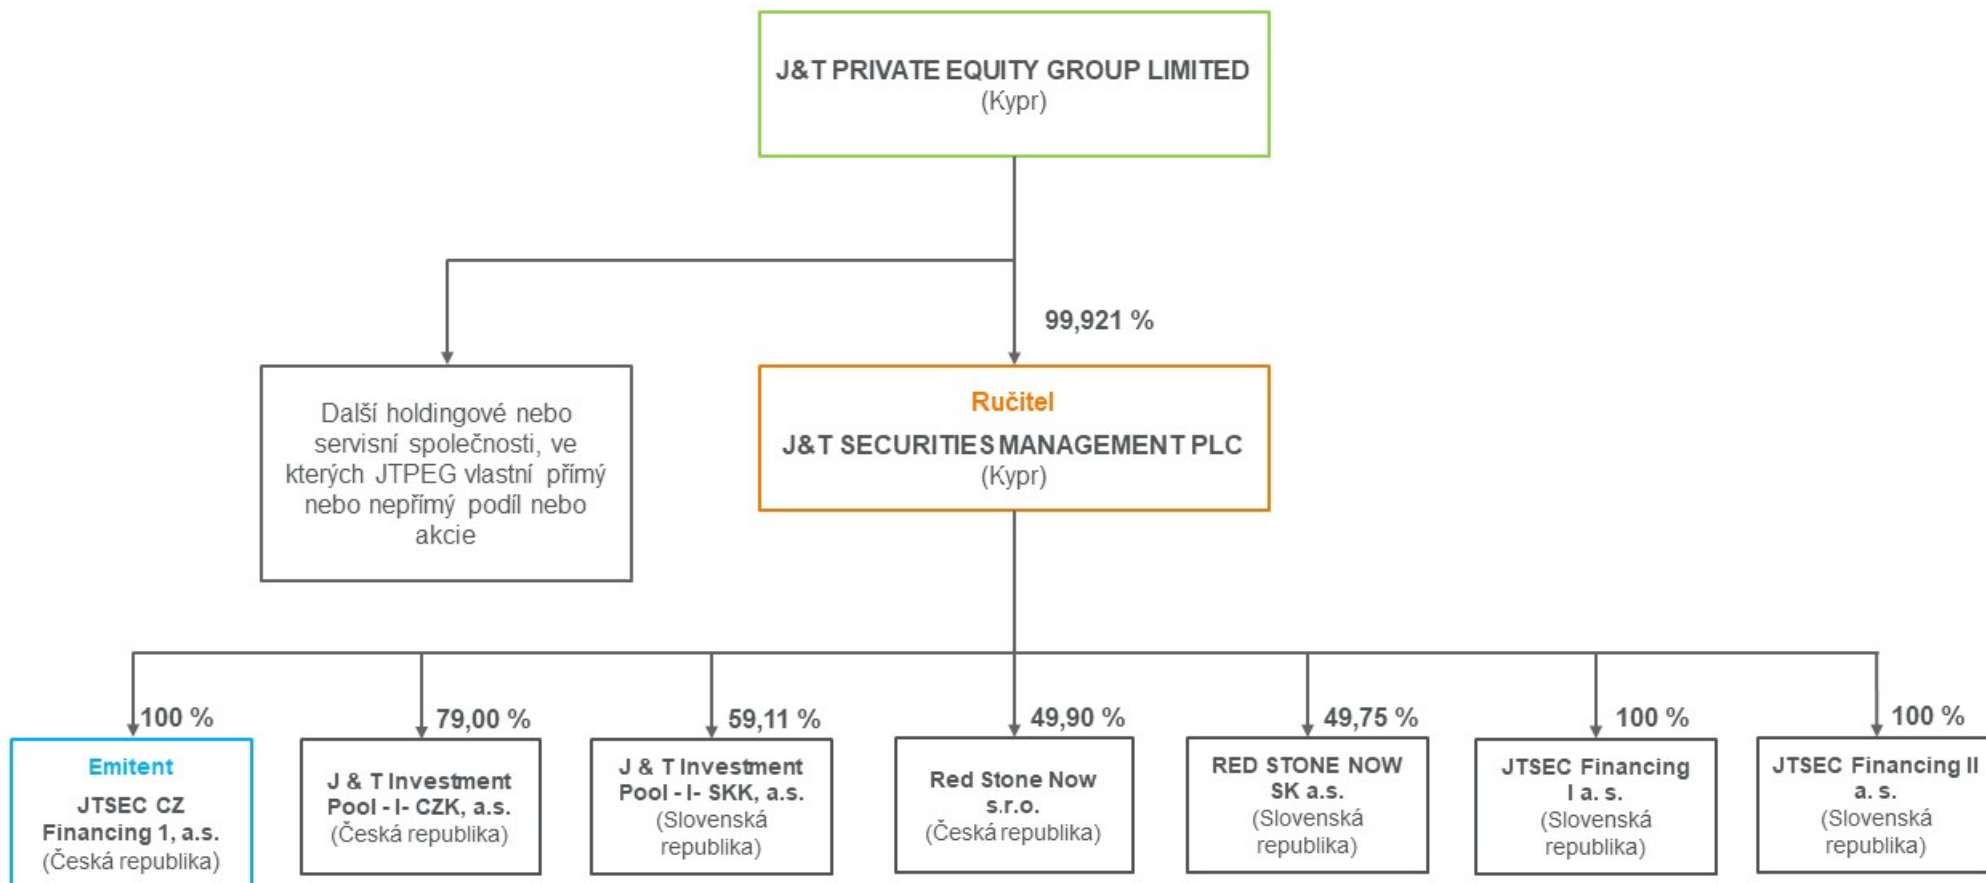 J&T PRIVATE EQUITY GROUP LIMITED
(Kypr)
99,921 %
Další holdingové nebo
servisní společnosti, ve
kterých JTPEG vlastní přímý
nebo nepřímý podíl nebo
akcie
Ručitel
J&T SECURITIES MANAGEMENT PLC
(Kypr)
100 %
79,00 %
59,11 %
49,90 %
49,75 %
100 %
100 %
Emitent
JTSEC CZ
Financing 1, a.s.
(Česká republika)
J & T Investment
Pool - I- CZK, a.s.
(Česká republika)
J & T Investment
Pool - I- SKK, a.s.
(Slovenská
republika)
Red Stone Now
s.r.o.
(Česká republika)
RED STONE NOW
SK a.s.
(Slovenská
republika)
JTSEC Financing
I a. s.
(Slovenská
republika)
JTSEC Financing II
a. s.
(Slovenská
republika)